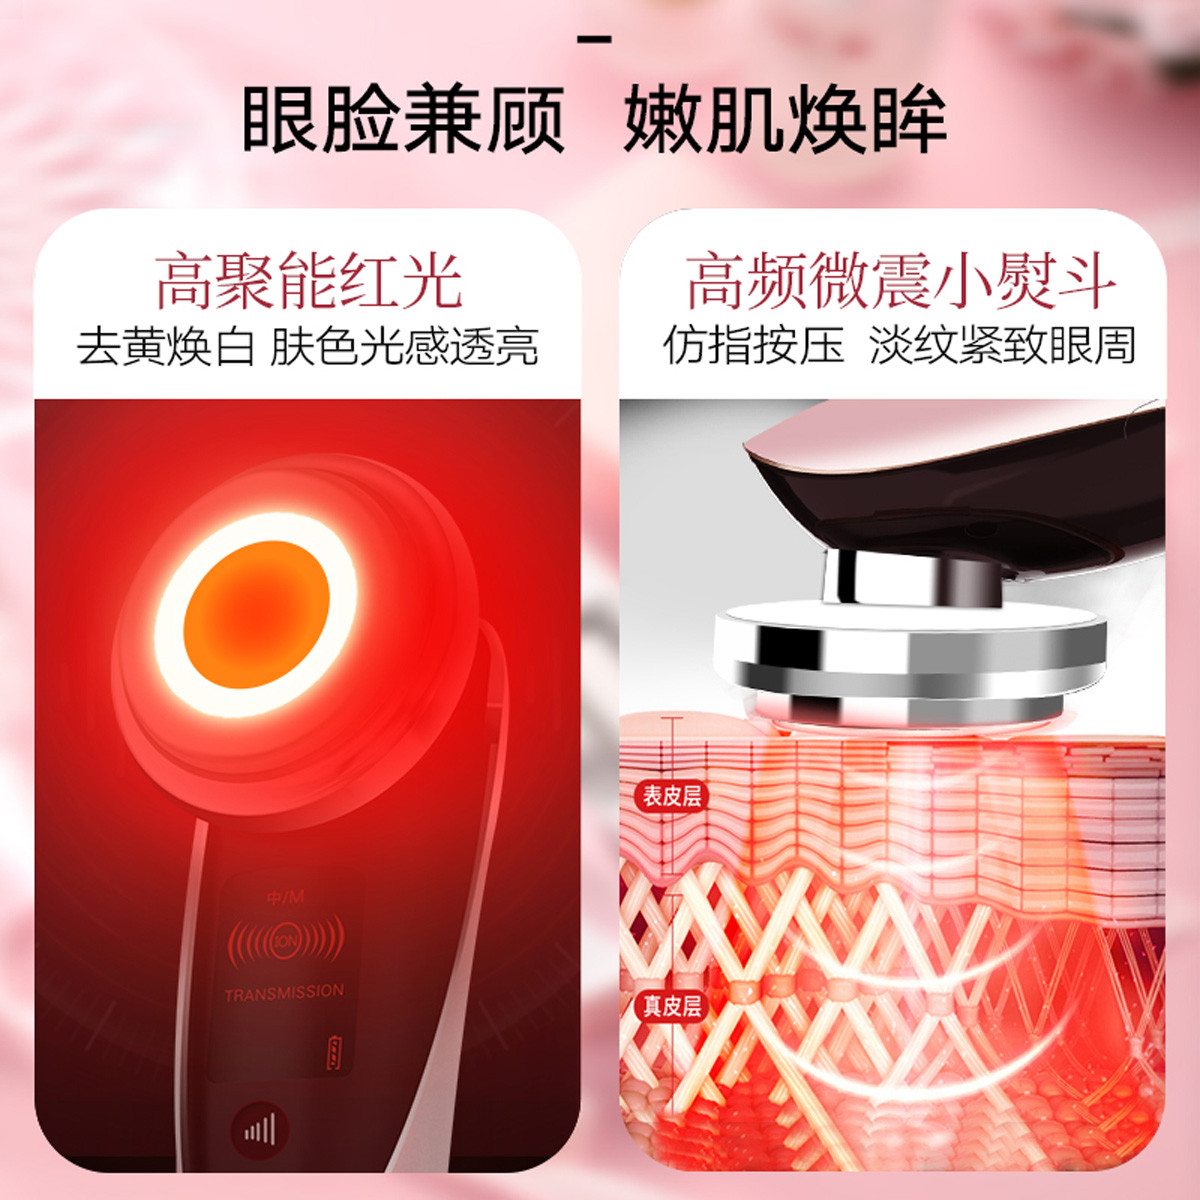 眼脸兼顾 嫩肌焕眸
高聚能红光
去黄焕白 肤色光感透亮
中/M
ION
TRANSMISSION
高频微震小熨斗
仿指按压 淡纹紧致眼周
表皮层
真皮层